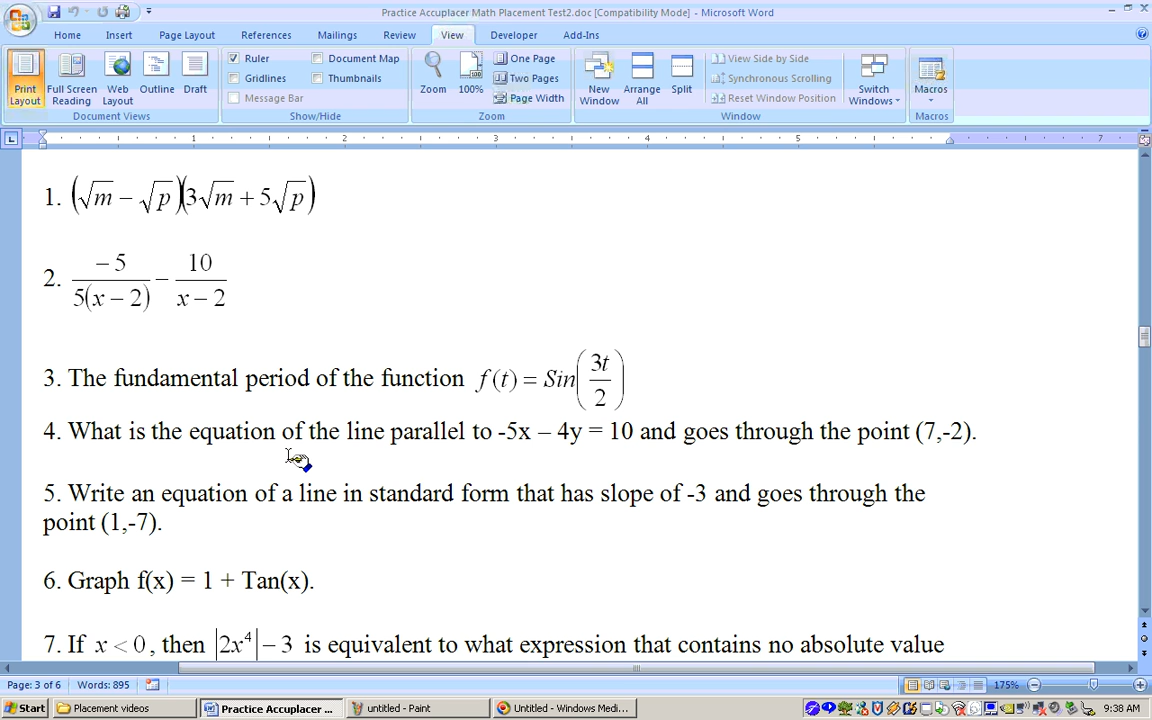 Practice Accuplacer Math Placement Test2.doc [Compatibility Mode] - Microsoft Word
Home Insert Page Layout References Mailings Review View Developer Add-Ins
Print Layout
Full Screen Reading
Web Layout
Outline
Draft
Document Views
Ruler
Gridlines
Message Bar
Document Map
Thumbnails
Show/Hide
Zoom
100%
One Page
Two Pages
Page Width
Zoom
New Window
Arrange All
Split
View Side by Side
Synchronous Scrolling
Reset Window Position
Switch Windows
Window
Macros
Macros
1 2 3 4 5 7
1. (√m − √p)(3√m + 5√p)
2. −5/5(x − 2) − 10/x − 2
3. The fundamental period of the function f(t) = Sin(3t/2)
4. What is the equation of the line parallel to -5x – 4y = 10 and goes through the point (7,-2).
5. Write an equation of a line in standard form that has slope of -3 and goes through the
point (1,-7).
6. Graph f(x) = 1 + Tan(x).
7. If x < 0, then |2x⁴| − 3 is equivalent to what expression that contains no absolute value
Page: 3 of 6 Words: 895 175%
Start Placement videos Practice Accuplacer ... untitled - Paint Untitled - Windows Medi... 9:38 AM